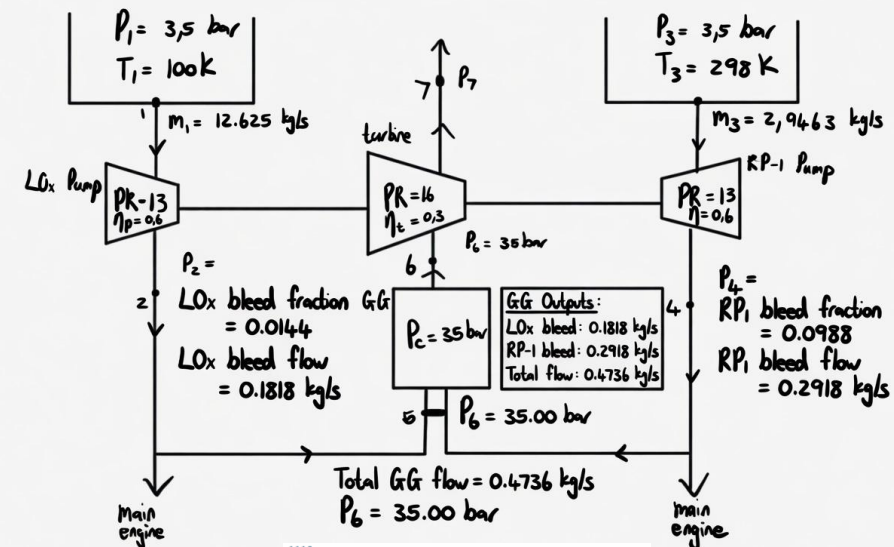 P1 = 3,5 bar
T1 = 100K
1
m1 = 12.625 kg/s
LOx Pump
PR-13
ηp=0,6
P2 =
2
LOx bleed fraction
= 0.0144
LOx bleed flow
= 0.1818 kg/s
main
engine
7
P7
turbine
PR=16
ηt = 0,3
P6 = 35 bar
6
GG
Pc = 35 bar
GG Outputs:
LOx bleed: 0.1818 kg/s
RP-1 bleed: 0.2918 kg/s
Total flow: 0.4736 kg/s
5
P6 = 35.00 bar
Total GG flow = 0.4736 kg/s
P6 = 35.00 bar
P3 = 3,5 bar
T3 = 298 K
m3 = 2,9463 kg/s
RP-1 Pump
PR = 13
η=0,6
4
P4 =
RP1 bleed fraction
= 0.0988
RP1 bleed flow
= 0.2918 kg/s
main
engine